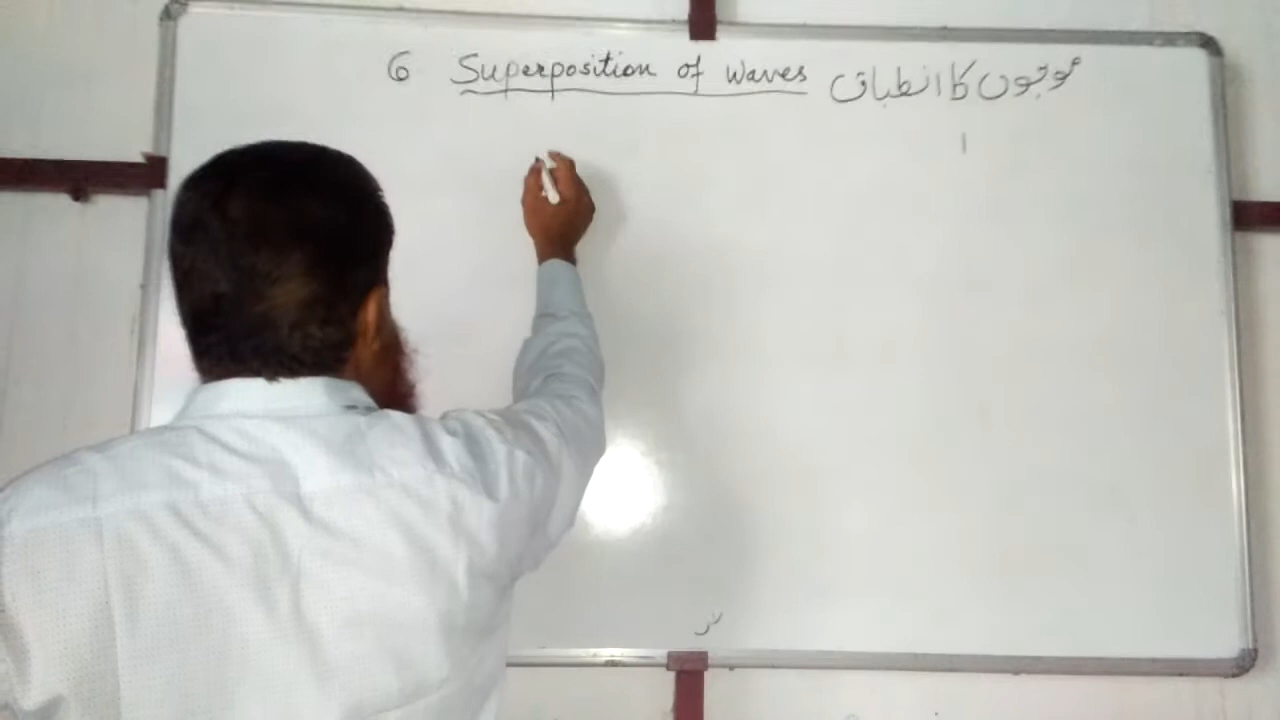 6 Superposition of waves موجوں کا انطباق